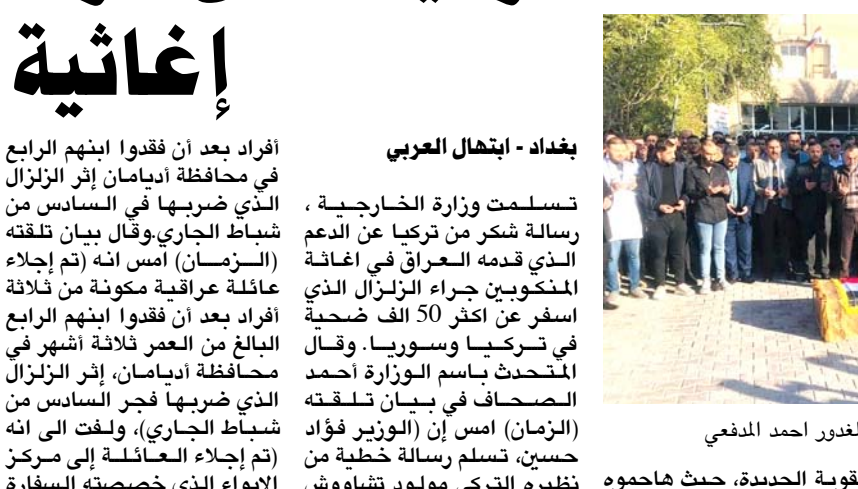 إغاثية
لغدور احمد المدفعي
قوبة الحديدة، حيث هاجموه
بغداد - ابتهال العربي
تسلمت وزارة الخارجية ،
رسالة شكر من تركيا عن الدعم
الذي قدمه العراق في اغاثة
المنكوبين جراء الزلزال الذي
اسفر عن اكثر 50 الف ضحية
في تركيا وسوريا. وقال
المتحدث باسم الوزارة أحمد
الصحاف في بيان تلقته
(الزمان) امس إن (الوزير فؤاد
حسين، تسلم رسالة خطية من
نظيره التركي مولود تشاووش
أفراد بعد أن فقدوا ابنهم الرابع
في محافظة أديامان إثر الزلزال
الذي ضربها في السادس من
شباط الجاري.وقال بيان تلقته
(الزمان) امس انه (تم إجلاء
عائلة عراقية مكونة من ثلاثة
أفراد بعد أن فقدوا ابنهم الرابع
البالغ من العمر ثلاثة أشهر في
محافظة أديامان، إثر الزلزال
الذي ضربها فجر السادس من
شباط الجاري)، ولفت الى انه
(تم إجلاء العائلة إلى مركز
الايواء الذي خصصته السفارة